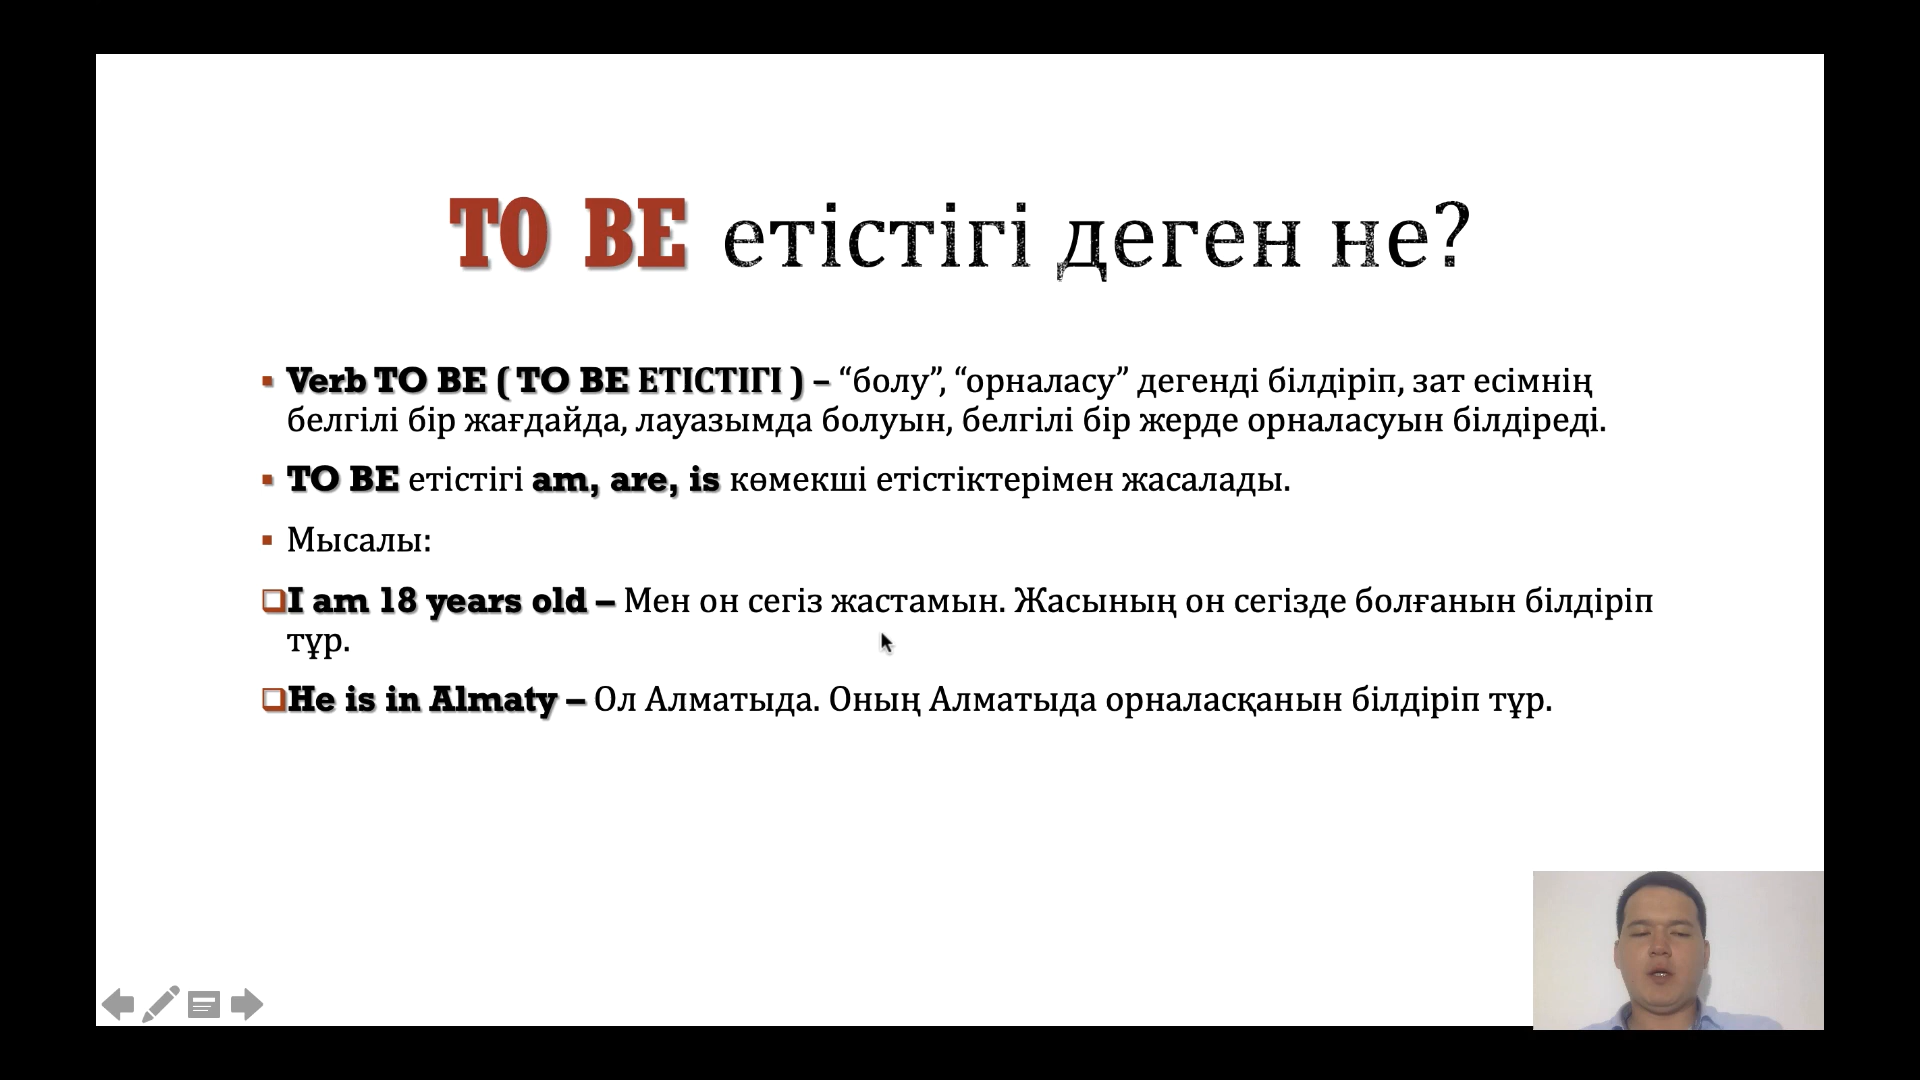 TO BE етістігі деген не?
Verb TO BE ( TO BE ЕТІСТІГІ ) – “болу”, “орналасу” дегенді білдіріп, зат есімнің
белгілі бір жағдайда, лауазымда болуын, белгілі бір жерде орналасуын білдіреді.
TO BE етістігі am, are, is көмекші етістіктерімен жасалады.
Мысалы:
I am 18 years old – Мен он сегіз жастамын. Жасының он сегізде болғанын білдіріп
тұр.
He is in Almaty – Ол Алматыда. Оның Алматыда орналасқанын білдіріп тұр.